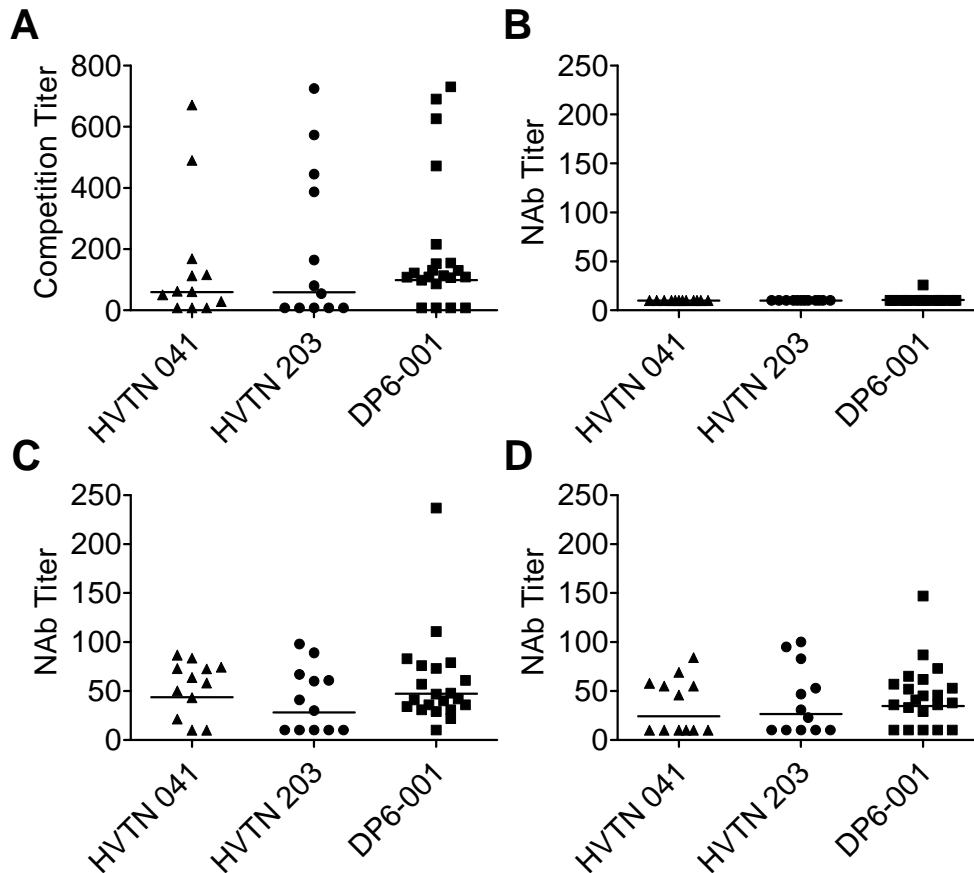 A
Competition Titer
800
600
400
200
0
HVTN 041
HVTN 203
DP6-001
B
NAb Titer
250
200
150
100
50
0
HVTN 041
HVTN 203
DP6-001
C
NAb Titer
250
200
150
100
50
0
HVTN 041
HVTN 203
DP6-001
D
NAb Titer
250
200
150
100
50
0
HVTN 041
HVTN 203
DP6-001